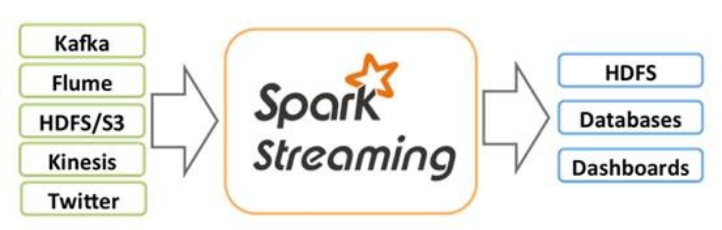 Kafka
Flume
HDFS/S3
Kinesis
Twitter
Spark
Streaming
HDFS
Databases
Dashboards